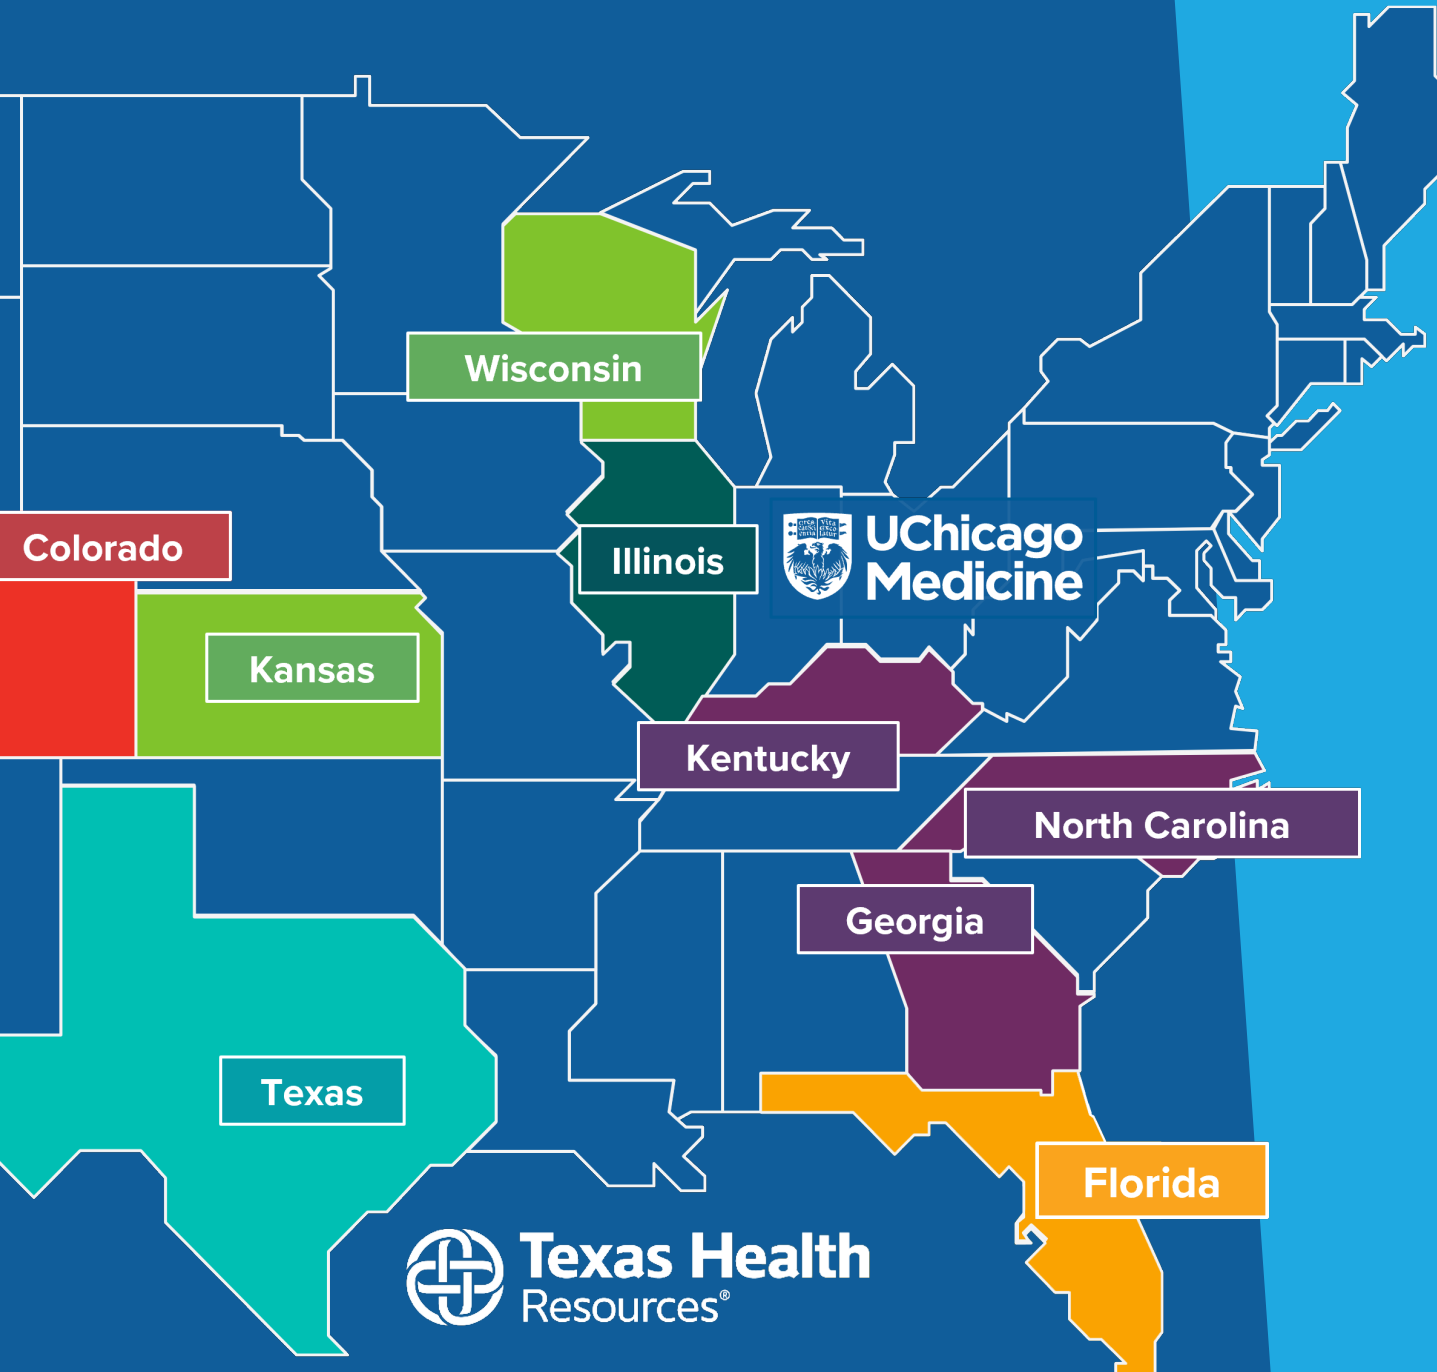 Wisconsin
Colorado
Illinois
UChicago
Medicine
Kansas
Kentucky
North Carolina
Georgia
Texas
Florida
Texas Health
Resources®